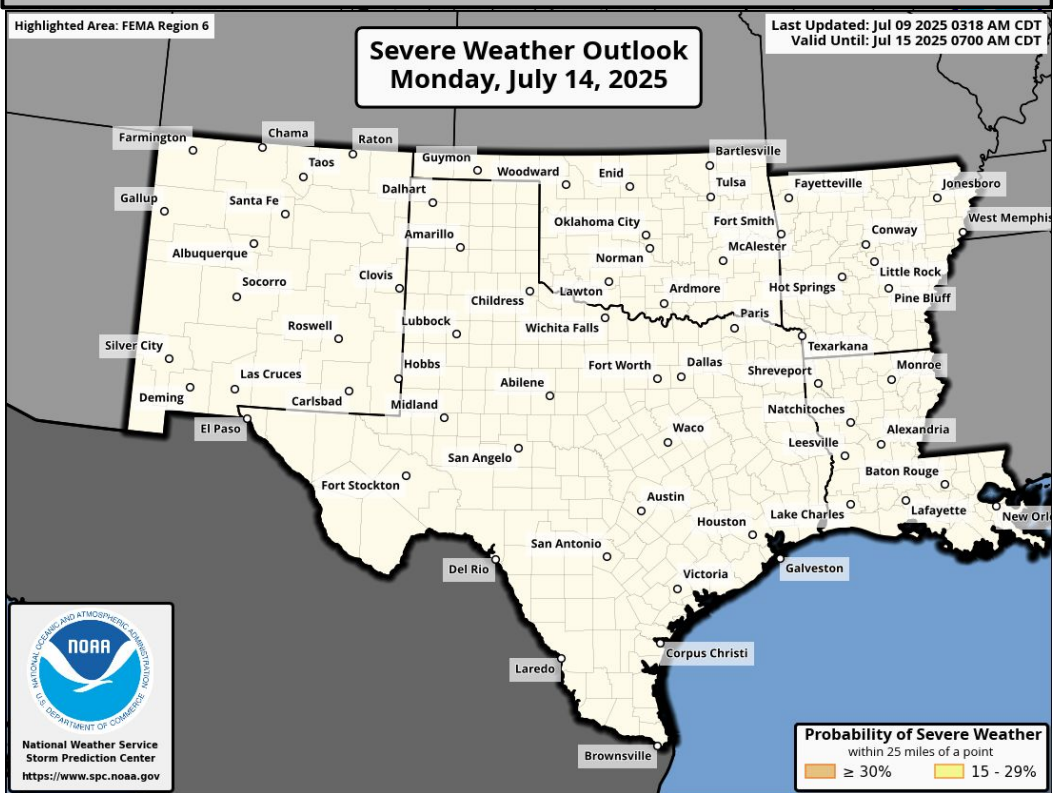 Highlighted Area: FEMA Region 6
Severe Weather Outlook
Monday, July 14, 2025
Last Updated: Jul 09 2025 0318 AM CDT
Valid Until: Jul 15 2025 0700 AM CDT
Farmington
Chama
Raton
Taos
Guymon
Woodward
Enid
Bartlesville
Tulsa
Fayetteville
Jonesboro
Gallup
Santa Fe
Dalhart
Oklahoma City
Fort Smith
West Memphis
Albuquerque
Amarillo
Norman
McAlester
Conway
Socorro
Clovis
Childress
Lawton
Ardmore
Hot Springs
Little Rock
Pine Bluff
Roswell
Lubbock
Wichita Falls
Paris
Texarkana
Silver City
Hobbs
Fort Worth
Dallas
Shreveport
Monroe
Las Cruces
Abilene
Deming
Carlsbad
Midland
Natchitoches
El Paso
Waco
Leesville
Alexandria
San Angelo
Baton Rouge
Fort Stockton
Austin
Houston
Lake Charles
Lafayette
New Orl
San Antonio
Del Rio
Victoria
Galveston
Corpus Christi
Laredo
Brownsville
NATIONAL OCEANIC AND ATMOSPHERIC ADMINISTRATION
NOAA
U.S. DEPARTMENT OF COMMERCE
National Weather Service
Storm Prediction Center
https://www.spc.noaa.gov
Probability of Severe Weather
within 25 miles of a point
≥ 30%
15 - 29%